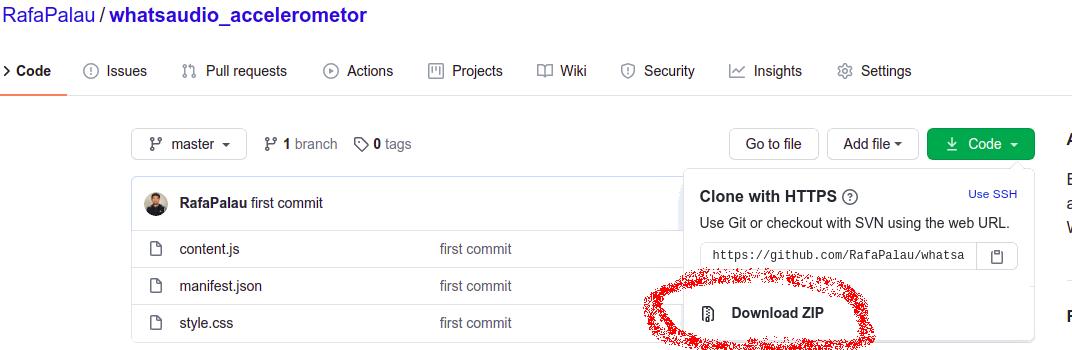 RafaPalau / whatsaudio_accelerometor
Code Issues Pull requests Actions Projects Wiki Security Insights Settings
master 1 branch 0 tags Go to file Add file Code
RafaPalau first commit
content.js first commit
manifest.json first commit
style.css first commit
Clone with HTTPS ? Use SSH
Use Git or checkout with SVN using the web URL.
https://github.com/RafaPalau/whatsa
Download ZIP